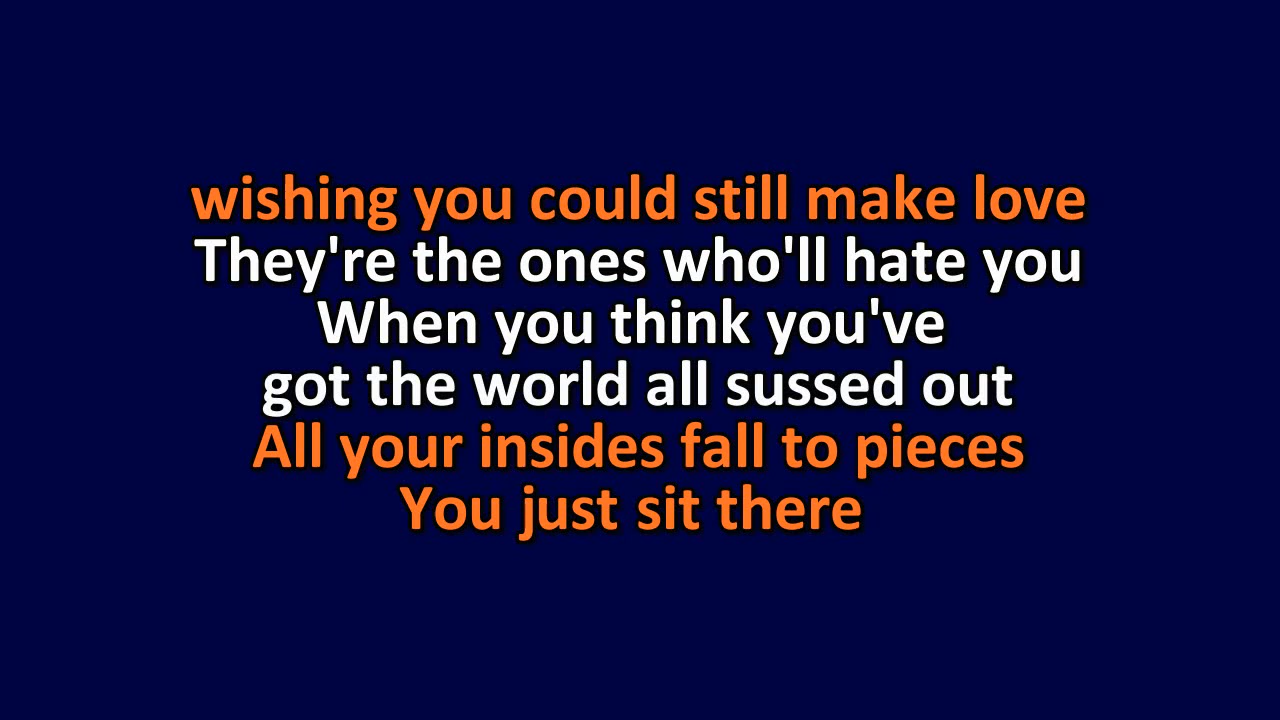 wishing you could still make love
They're the ones who'll hate you
When you think you've
got the world all sussed out
All your insides fall to pieces
You just sit there